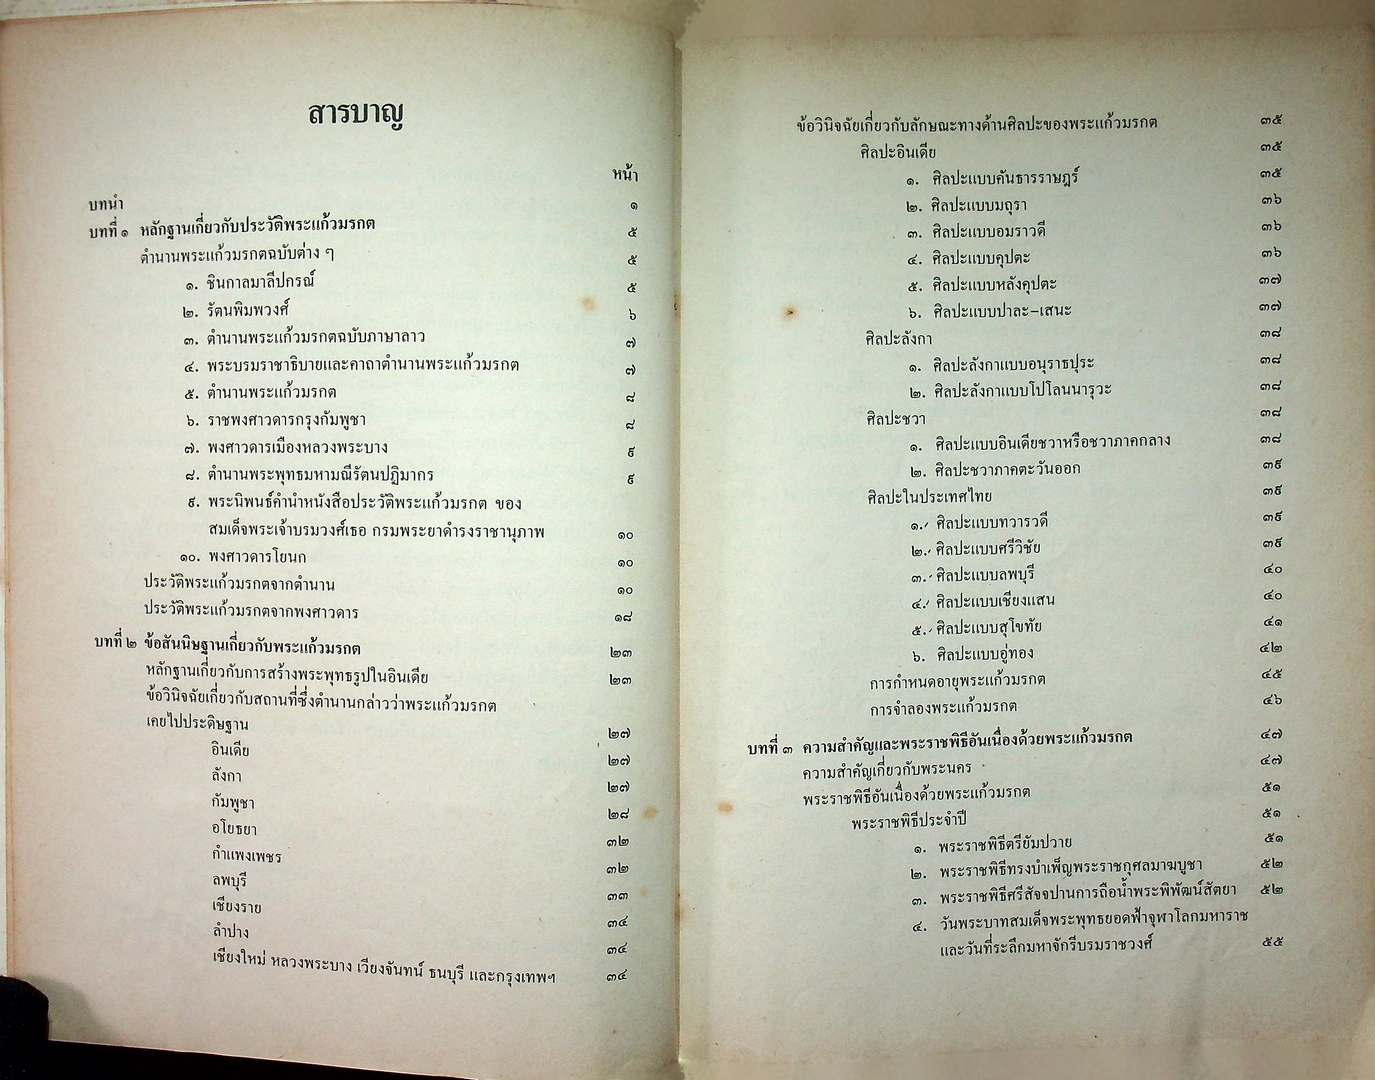 สารบาญ
หน้า
บทนำ ๑
บทที่ ๑ หลักฐานเกี่ยวกับประวัติพระแก้วมรกต ๕
ตำนานพระแก้วมรกตฉบับต่าง ๆ ๕
๑. ชินกาลมาลีปกรณ์ ๕
๒. รัตนพิมพวงศ์ ๖
๓. ตำนานพระแก้วมรกตฉบับภาษาลาว ๗
๔. พระบรมราชาธิบายและคาถาตำนานพระแก้วมรกต ๗
๕. ตำนานพระแก้วมรกต ๘
๖. ราชพงศาวดารกรุงกัมพูชา ๘
๗. พงศาวดารเมืองหลวงพระบาง ๙
๘. ตำนานพระพุทธมหามณีรัตนปฏิมากร ๙
๙. พระนิพนธ์คำนำหนังสือประวัติพระแก้วมรกต ของ
สมเด็จพระเจ้าบรมวงศ์เธอ กรมพระยาดำรงราชานุภาพ ๑๐
๑๐. พงศาวดารโยนก ๑๐
ประวัติพระแก้วมรกตจากตำนาน ๑๐
ประวัติพระแก้วมรกตจากพงศาวดาร ๑๘
บทที่ ๒ ข้อสันนิษฐานเกี่ยวกับพระแก้วมรกต ๒๓
หลักฐานเกี่ยวกับการสร้างพระพุทธรูปในอินเดีย ๒๓
ข้อวินิจฉัยเกี่ยวกับสถานที่ซึ่งตำนานกล่าวว่าพระแก้วมรกต
เคยไปประดิษฐาน ๒๗
อินเดีย ๒๗
ลังกา ๒๗
กัมพูชา ๒๘
อโยธยา ๓๒
กำแพงเพชร ๓๒
ลพบุรี ๓๓
เชียงราย ๓๔
ลำปาง ๓๔
เชียงใหม่ หลวงพระบาง เวียงจันทน์ ธนบุรี และกรุงเทพฯ ๓๔
ข้อวินิจฉัยเกี่ยวกับลักษณะทางด้านศิลปะของพระแก้วมรกต ๓๕
ศิลปะอินเดีย ๓๕
๑. ศิลปะแบบคันธารราษฎร์ ๓๕
๒. ศิลปะแบบมถุรา ๓๖
๓. ศิลปะแบบอมราวดี ๓๖
๔. ศิลปะแบบคุปตะ ๓๖
๕. ศิลปะแบบหลังคุปตะ ๓๗
๖. ศิลปะแบบปาละ–เสนะ ๓๗
ศิลปะลังกา ๓๘
๑. ศิลปะลังกาแบบอนุราธปุระ ๓๘
๒. ศิลปะลังกาแบบโปโลนนารุวะ ๓๘
ศิลปะชวา ๓๘
๑. ศิลปะแบบอินเดียชวาหรือชวาภาคกลาง ๓๘
๒. ศิลปะชวาภาคตะวันออก ๓๙
ศิลปะในประเทศไทย ๓๙
๑. ศิลปะแบบทวารวดี ๓๙
๒. ศิลปะแบบศรีวิชัย ๓๙
๓. ศิลปะแบบลพบุรี ๔๐
๔. ศิลปะแบบเชียงแสน ๔๐
๕. ศิลปะแบบสุโขทัย ๔๑
๖. ศิลปะแบบอู่ทอง ๔๒
การกำหนดอายุพระแก้วมรกต ๔๕
การจำลองพระแก้วมรกต ๔๖
บทที่ ๓ ความสำคัญและพระราชพิธีอันเนื่องด้วยพระแก้วมรกต ๔๗
ความสำคัญเกี่ยวกับพระนคร ๔๗
พระราชพิธีอันเนื่องด้วยพระแก้วมรกต ๕๑
พระราชพิธีประจำปี ๕๑
๑. พระราชพิธีตรียัมปวาย ๕๑
๒. พระราชพิธีทรงบำเพ็ญพระราชกุศลมาฆบูชา ๕๒
๓. พระราชพิธีศรีสัจจปานการถือน้ำพระพิพัฒน์สัตยา ๕๒
๔. วันพระบาทสมเด็จพระพุทธยอดฟ้าจุฬาโลกมหาราช
และวันที่ระลึกมหาจักรีบรมราชวงศ์ ๕๕